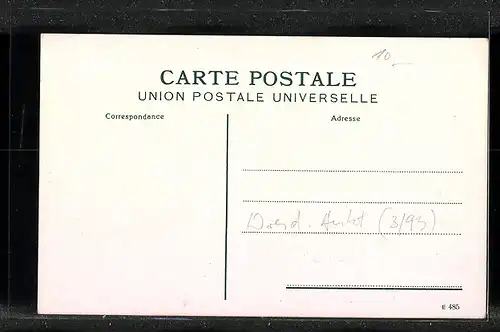 10.–
CARTE POSTALE
UNION POSTALE UNIVERSELLE
Correspondance
Adresse
(3/93)
485